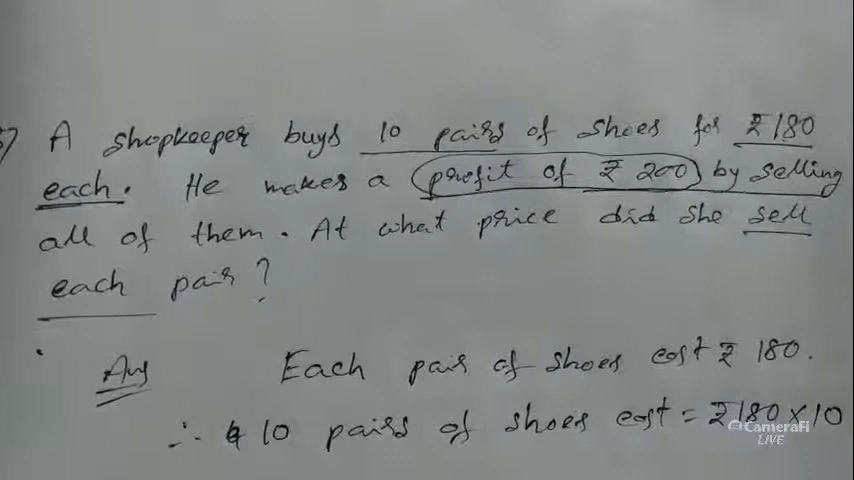 A shopkeeper buys 10 pairs of shoes for ₹180
each. He makes a profit of ₹ 200 by selling
all of them. At what price did she sell
each pair?
Ans Each pair of shoes cost ₹ 180.
∴ 10 pairs of shoes cost = ₹180×10
CameraFi
LIVE